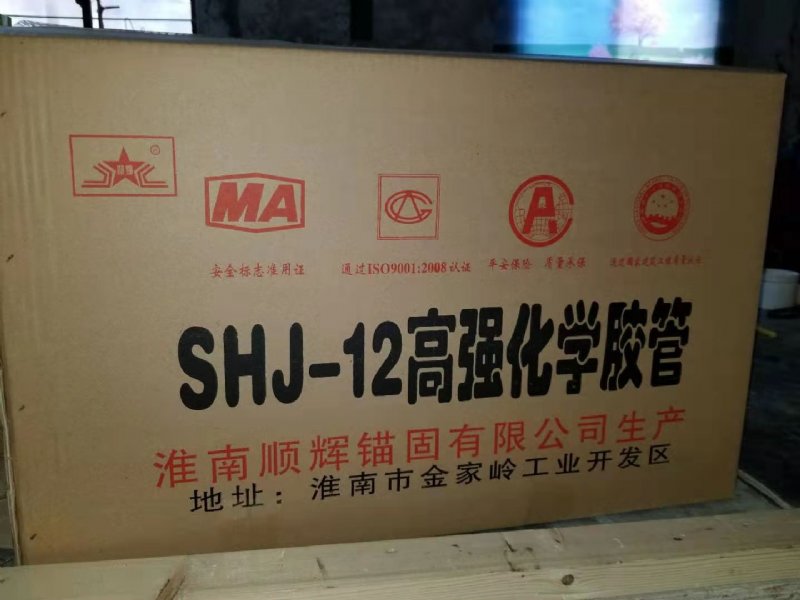 MA
安全标志准用证
通过ISO9001:2008认证
平安保险 质量承保
SHJ-12高强化学胶管
淮南顺辉锚固有限公司生产
地址：淮南市金家岭工业开发区